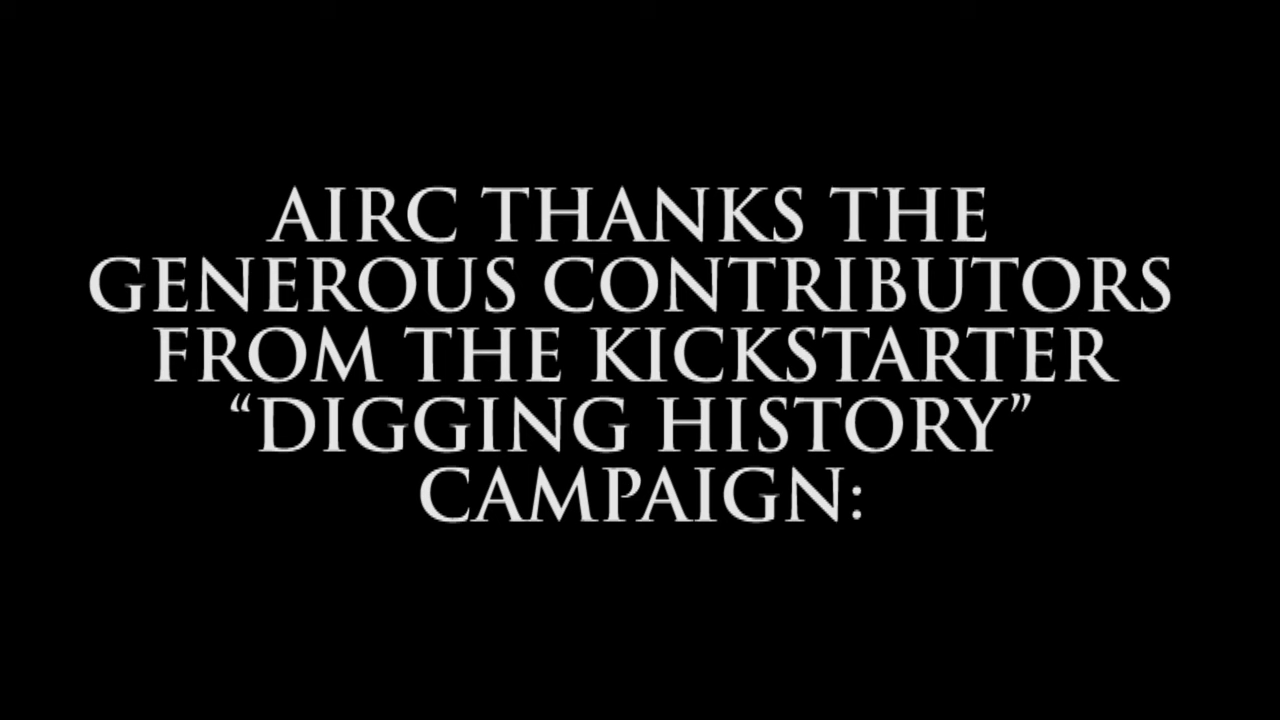 AIRC THANKS THE
GENEROUS CONTRIBUTORS
FROM THE KICKSTARTER
“DIGGING HISTORY”
CAMPAIGN: